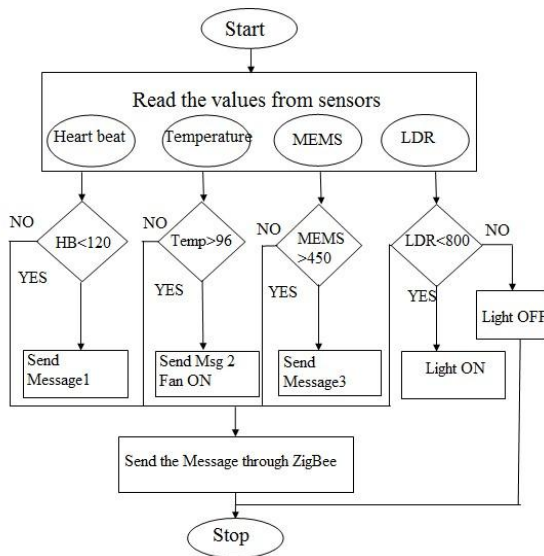 Start
Read the values from sensors
Heart beat
Temperature
MEMS
LDR
NO
HB<120
YES
NO
Temp>96
YES
NO
MEMS
>450
YES
LDR<800
NO
YES
Light OFF
Send
Message1
Send Msg 2
Fan ON
Send
Message3
Light ON
Send the Message through ZigBee
Stop